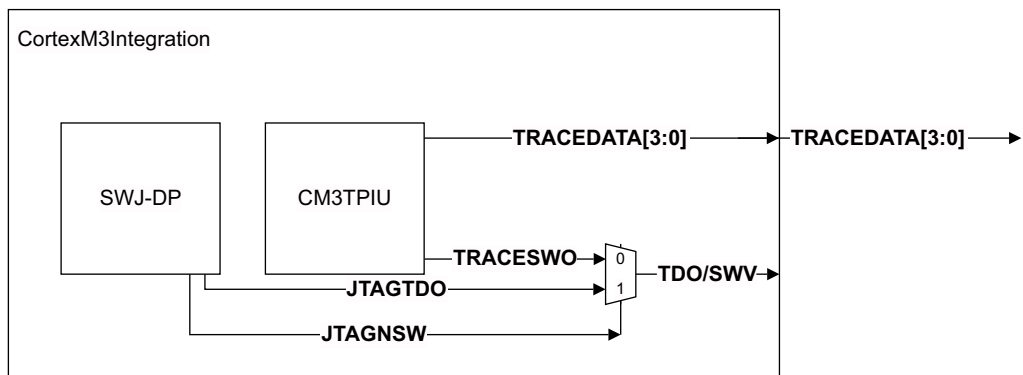 CortexM3Integration
TRACEDATA[3:0]
TRACEDATA[3:0]
SWJ-DP
CM3TPIU
TRACESWO
0
TDO/SWV
JTAGTDO
1
JTAGNSW